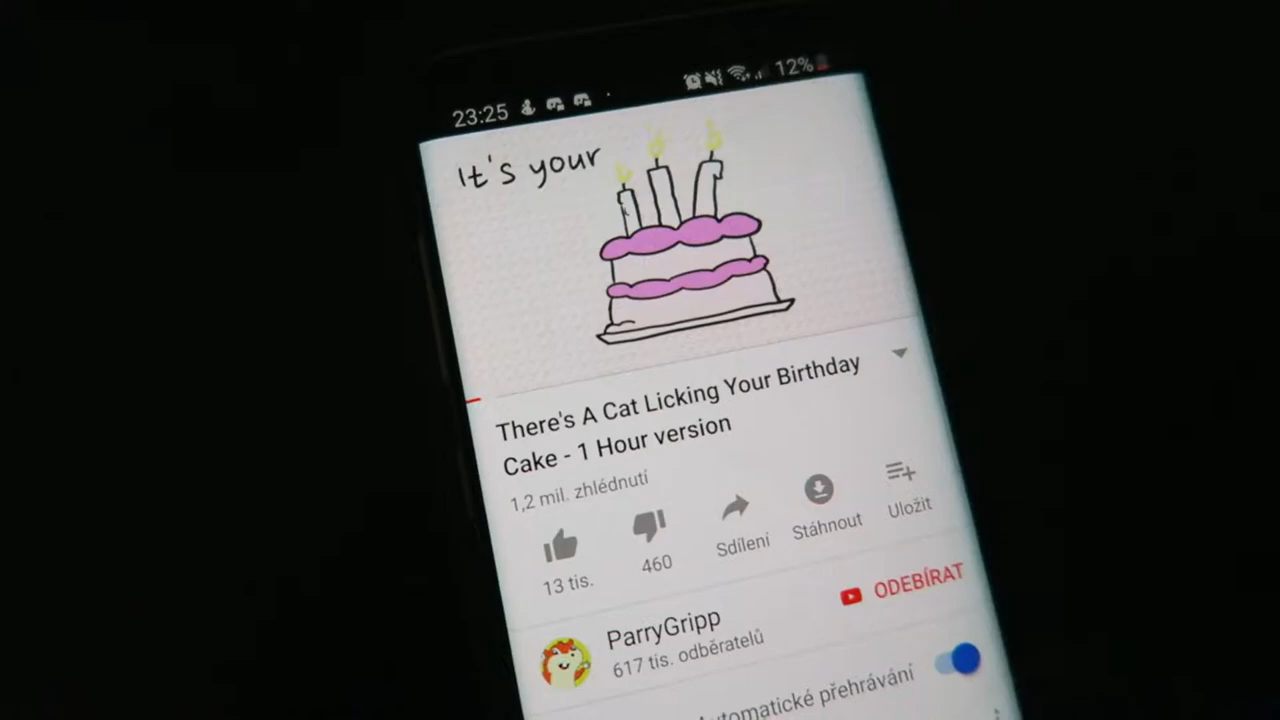 23:25 12%
It's your
There's A Cat Licking Your Birthday
Cake - 1 Hour version
1,2 mil. zhlédnutí
13 tis. 460 Sdílení Stáhnout Uložit
ParryGripp
617 tis. odběratelů
ODEBÍRAT
Automatické přehrávání